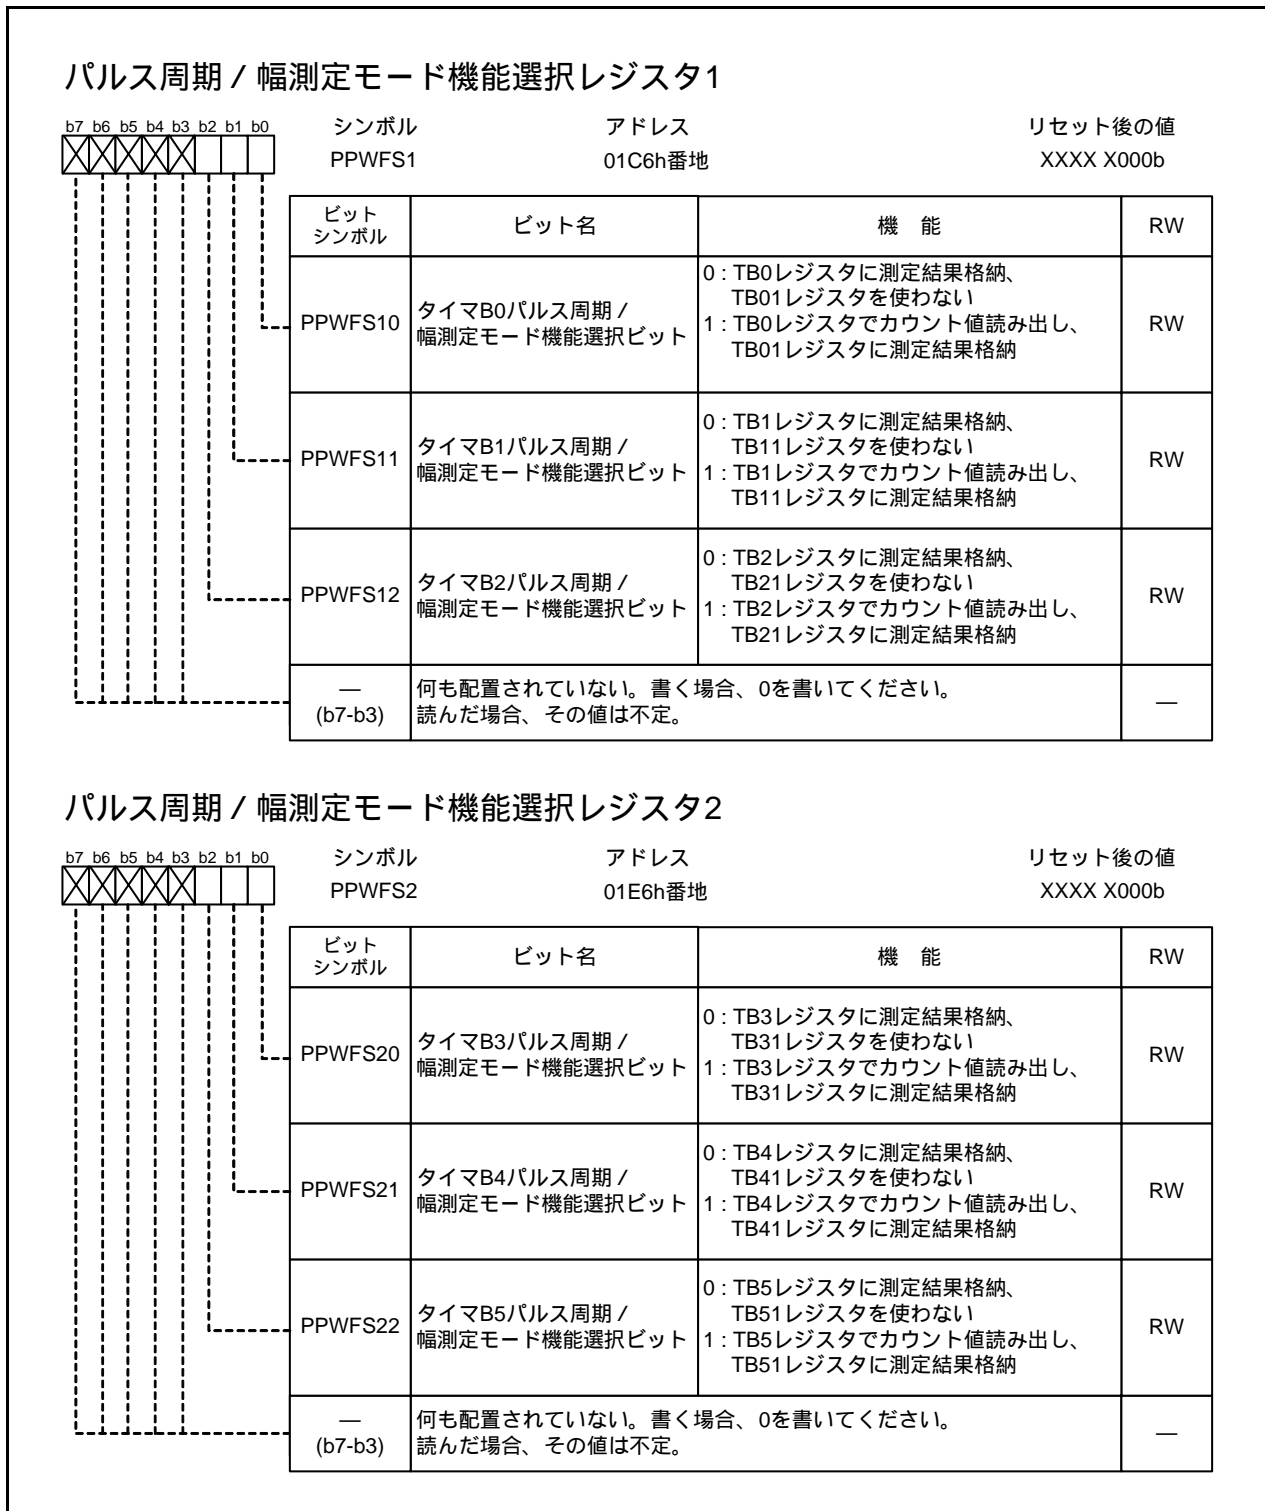 パルス周期 / 幅測定モード機能選択レジスタ1
b7 b6 b5 b4 b3 b2 b1 b0
シンボル アドレス リセット後の値
PPWFS1 01C6h番地 XXXX X000b
ビット
シンボル
ビット名
機 能
RW
PPWFS10
タイマB0パルス周期 /
幅測定モード機能選択ビット
0 : TB0レジスタに測定結果格納、
TB01レジスタを使わない
1 : TB0レジスタでカウント値読み出し、
TB01レジスタに測定結果格納
RW
PPWFS11
タイマB1パルス周期 /
幅測定モード機能選択ビット
0 : TB1レジスタに測定結果格納、
TB11レジスタを使わない
1 : TB1レジスタでカウント値読み出し、
TB11レジスタに測定結果格納
RW
PPWFS12
タイマB2パルス周期 /
幅測定モード機能選択ビット
0 : TB2レジスタに測定結果格納、
TB21レジスタを使わない
1 : TB2レジスタでカウント値読み出し、
TB21レジスタに測定結果格納
RW
—
(b7-b3)
何も配置されていない。書く場合、0を書いてください。
読んだ場合、その値は不定。
—
パルス周期 / 幅測定モード機能選択レジスタ2
b7 b6 b5 b4 b3 b2 b1 b0
シンボル アドレス リセット後の値
PPWFS2 01E6h番地 XXXX X000b
ビット
シンボル
ビット名
機 能
RW
PPWFS20
タイマB3パルス周期 /
幅測定モード機能選択ビット
0 : TB3レジスタに測定結果格納、
TB31レジスタを使わない
1 : TB3レジスタでカウント値読み出し、
TB31レジスタに測定結果格納
RW
PPWFS21
タイマB4パルス周期 /
幅測定モード機能選択ビット
0 : TB4レジスタに測定結果格納、
TB41レジスタを使わない
1 : TB4レジスタでカウント値読み出し、
TB41レジスタに測定結果格納
RW
PPWFS22
タイマB5パルス周期 /
幅測定モード機能選択ビット
0 : TB5レジスタに測定結果格納、
TB51レジスタを使わない
1 : TB5レジスタでカウント値読み出し、
TB51レジスタに測定結果格納
RW
—
(b7-b3)
何も配置されていない。書く場合、0を書いてください。
読んだ場合、その値は不定。
—